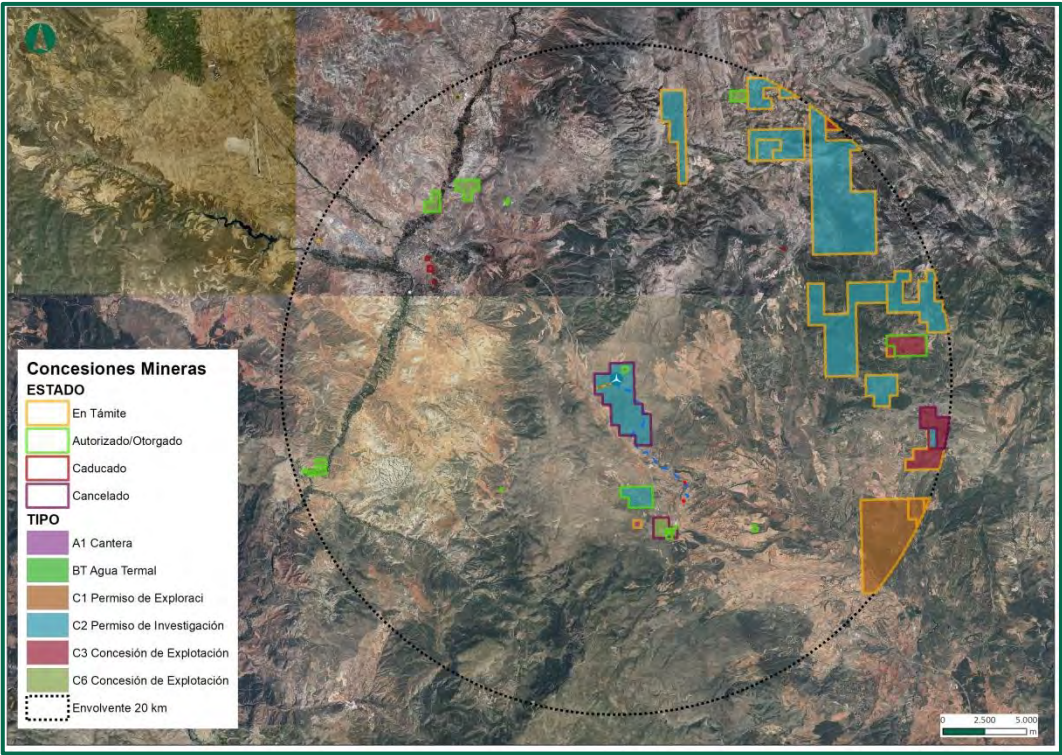 Concesiones Mineras
ESTADO
En Támite
Autorizado/Otorgado
Caducado
Cancelado
TIPO
A1 Cantera
BT Agua Termal
C1 Permiso de Exploraci
C2 Permiso de Investigación
C3 Concesión de Explotación
C6 Concesión de Explotación
Envolvente 20 km
0 2.500 5.000
m